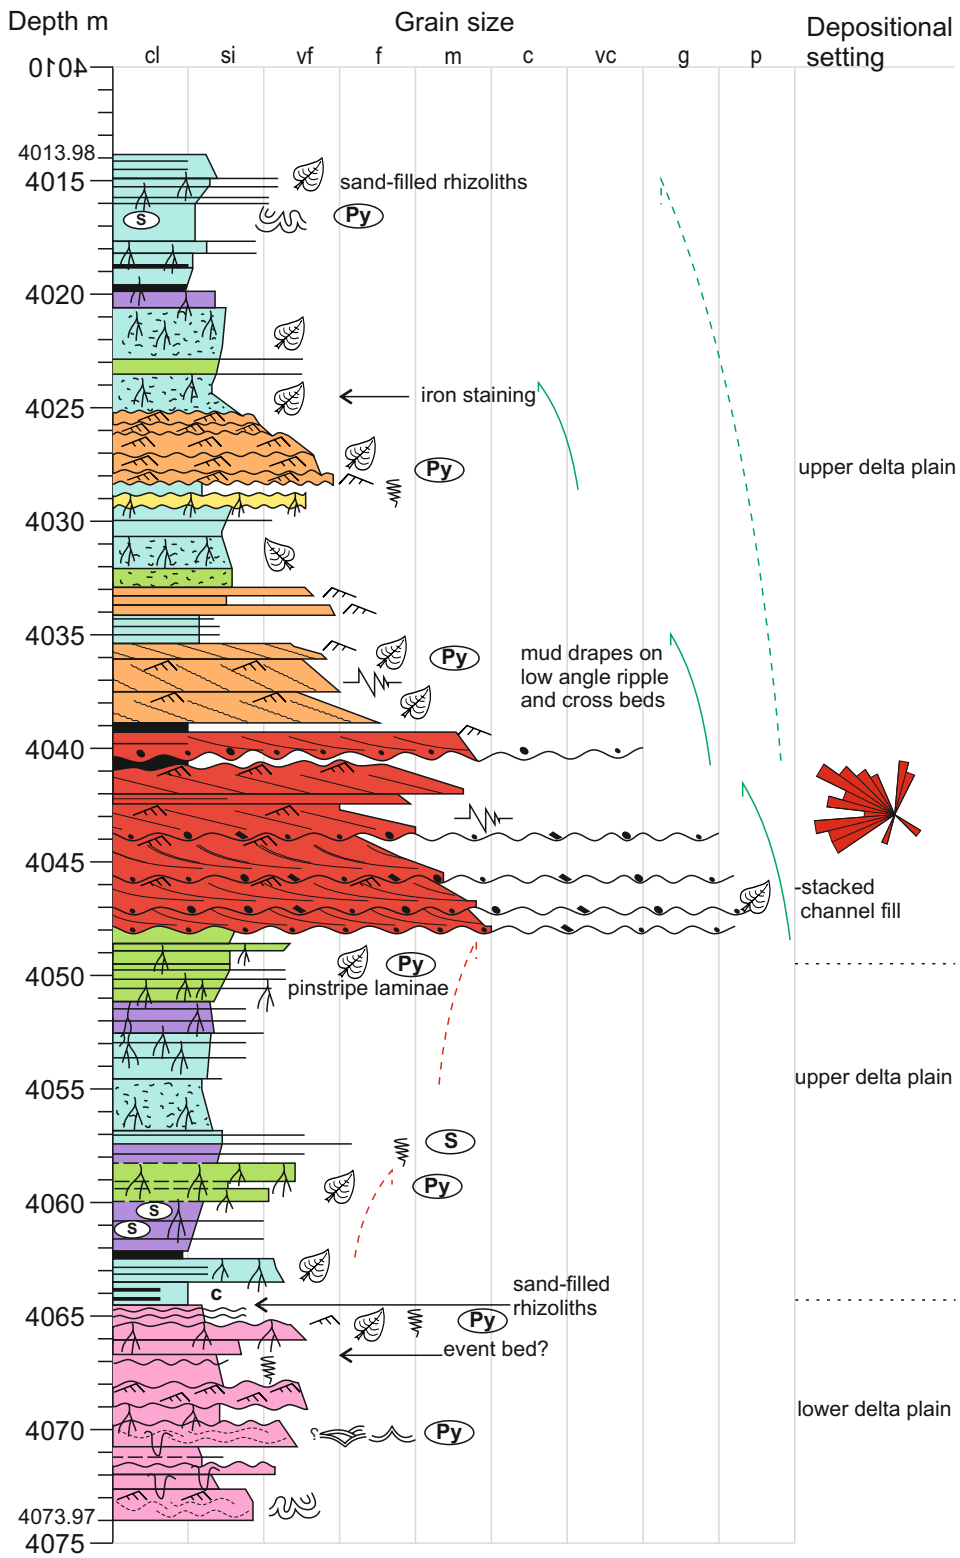 Depth m
Grain size
Depositional
setting
cl si vf f m c vc g p
4010
4013.98
4015
sand-filled rhizoliths
S
Py
4020
iron staining
4025
Py
upper delta plain
4030
4035
mud drapes on
low angle ripple
and cross beds
Py
4040
4045
-stacked
channel fill
4050
Py
pinstripe laminae
4055
upper delta plain
S
Py
4060
S
S
c
sand-filled
rhizoliths
4065
Py
event bed?
lower delta plain
4070
Py
4073.97
4075